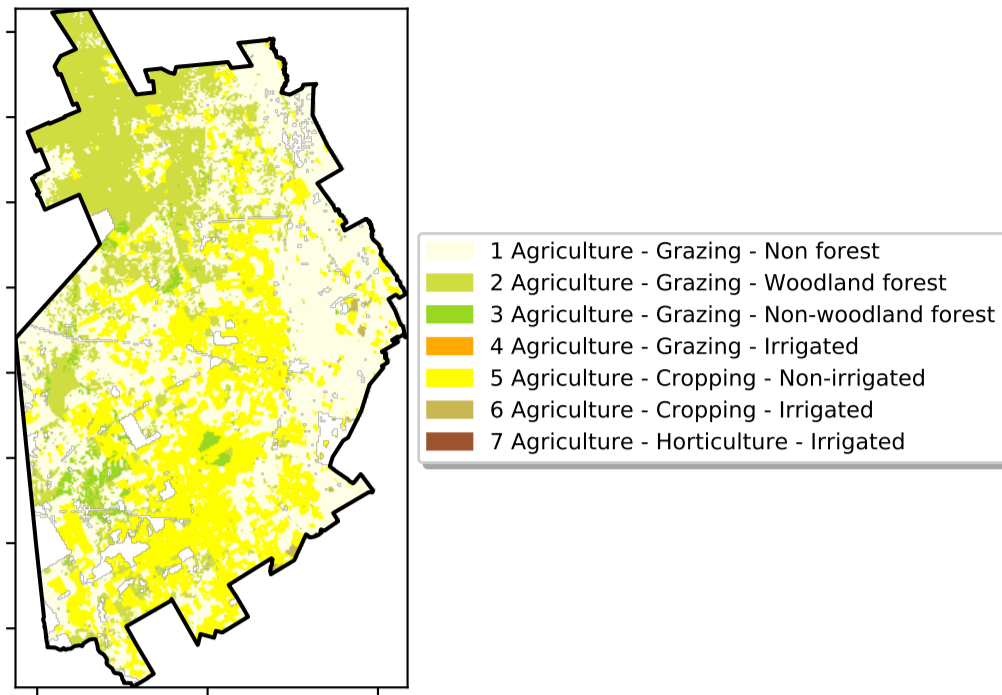 1 Agriculture - Grazing - Non forest
2 Agriculture - Grazing - Woodland forest
3 Agriculture - Grazing - Non-woodland forest
4 Agriculture - Grazing - Irrigated
5 Agriculture - Cropping - Non-irrigated
6 Agriculture - Cropping - Irrigated
7 Agriculture - Horticulture - Irrigated